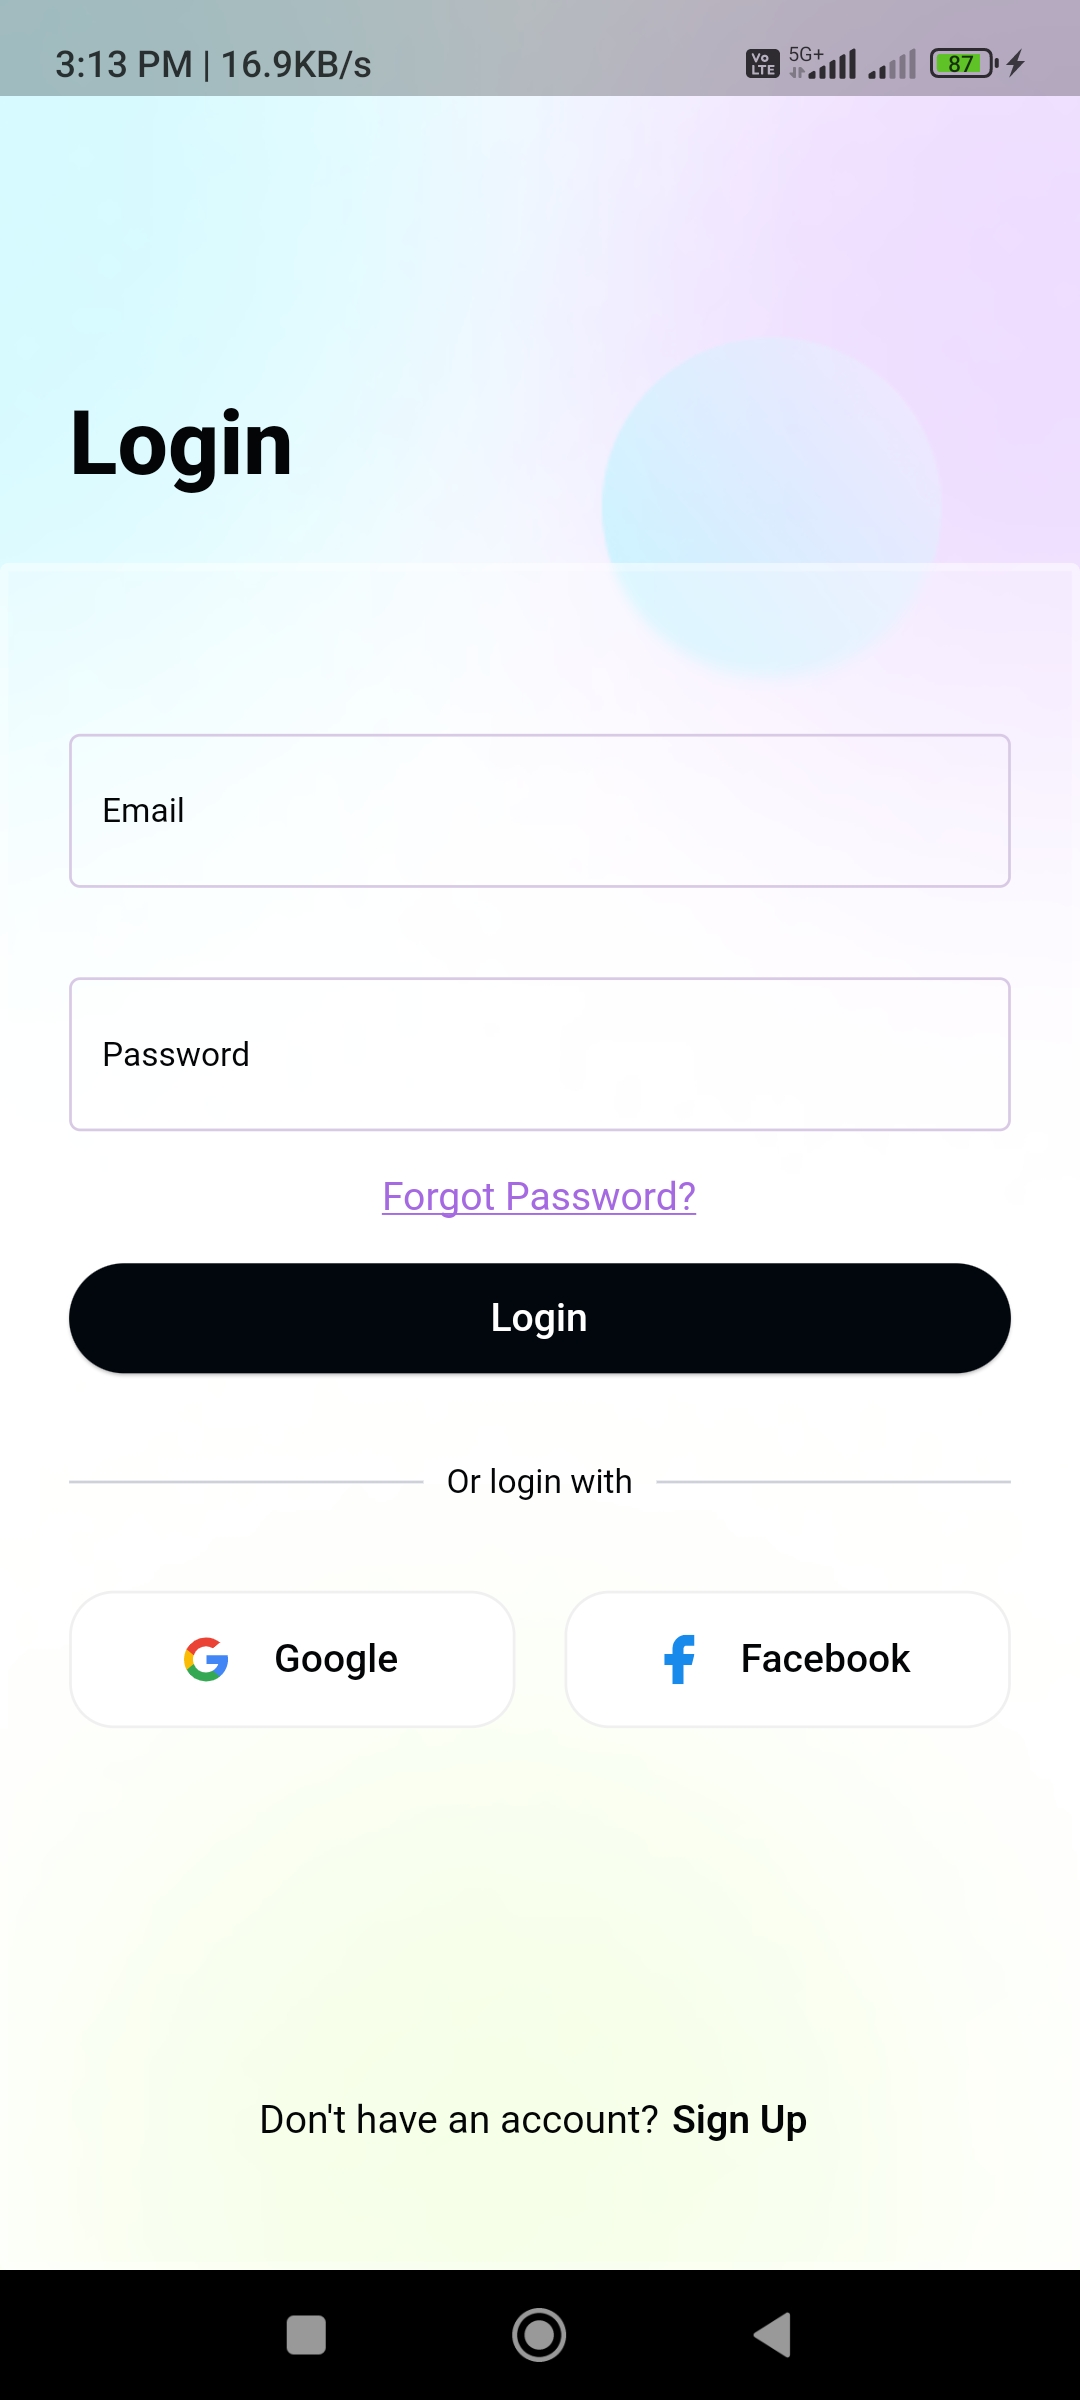 3:13 PM | 16.9KB/s Vo LTE 5G+ 87
Login
Email
Password
Forgot Password?
Login
Or login with
Google Facebook
Don't have an account? Sign Up